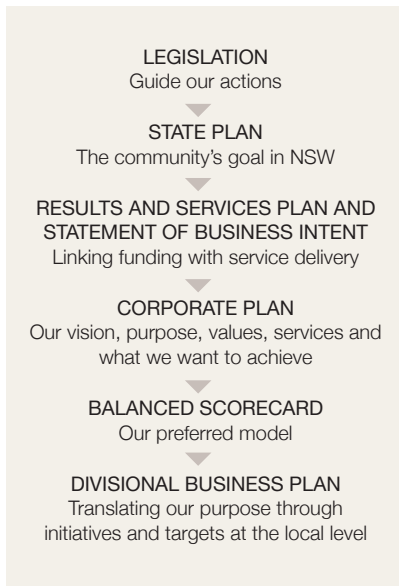 LEGISLATION
Guide our actions
STATE PLAN
The community’s goal in NSW
RESULTS AND SERVICES PLAN AND
STATEMENT OF BUSINESS INTENT
Linking funding with service delivery
CORPORATE PLAN
Our vision, purpose, values, services and
what we want to achieve
BALANCED SCORECARD
Our preferred model
DIVISIONAL BUSINESS PLAN
Translating our purpose through
initiatives and targets at the local level